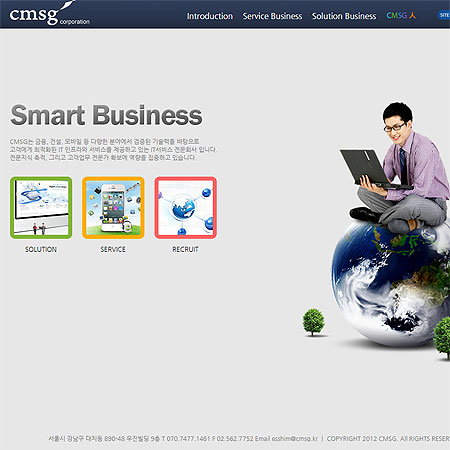 cmsg
corporation
Introduction Service Business Solution Business CMSG 人 SITE
Smart Business
CMSG는 금융, 건설, 모바일 등 다양한 분야에서 검증된 기술력을 바탕으로
고객에게 최적화된 IT 인프라와 서비스를 제공하고 있는 IT서비스 전문회사 입니다.
전문지식 축적, 그리고 고객업무 전문가 확보에 역량을 집중하고 있습니다.
SOLUTION SERVICE RECRUIT
서울시 강남구 대치동 890-48 우진빌딩 9층 T 070.7477.1461 F 02.562.7752 Email esshim@cmsg.kr | COPYRIGHT 2012 CMSG. All RIGHTS RESER